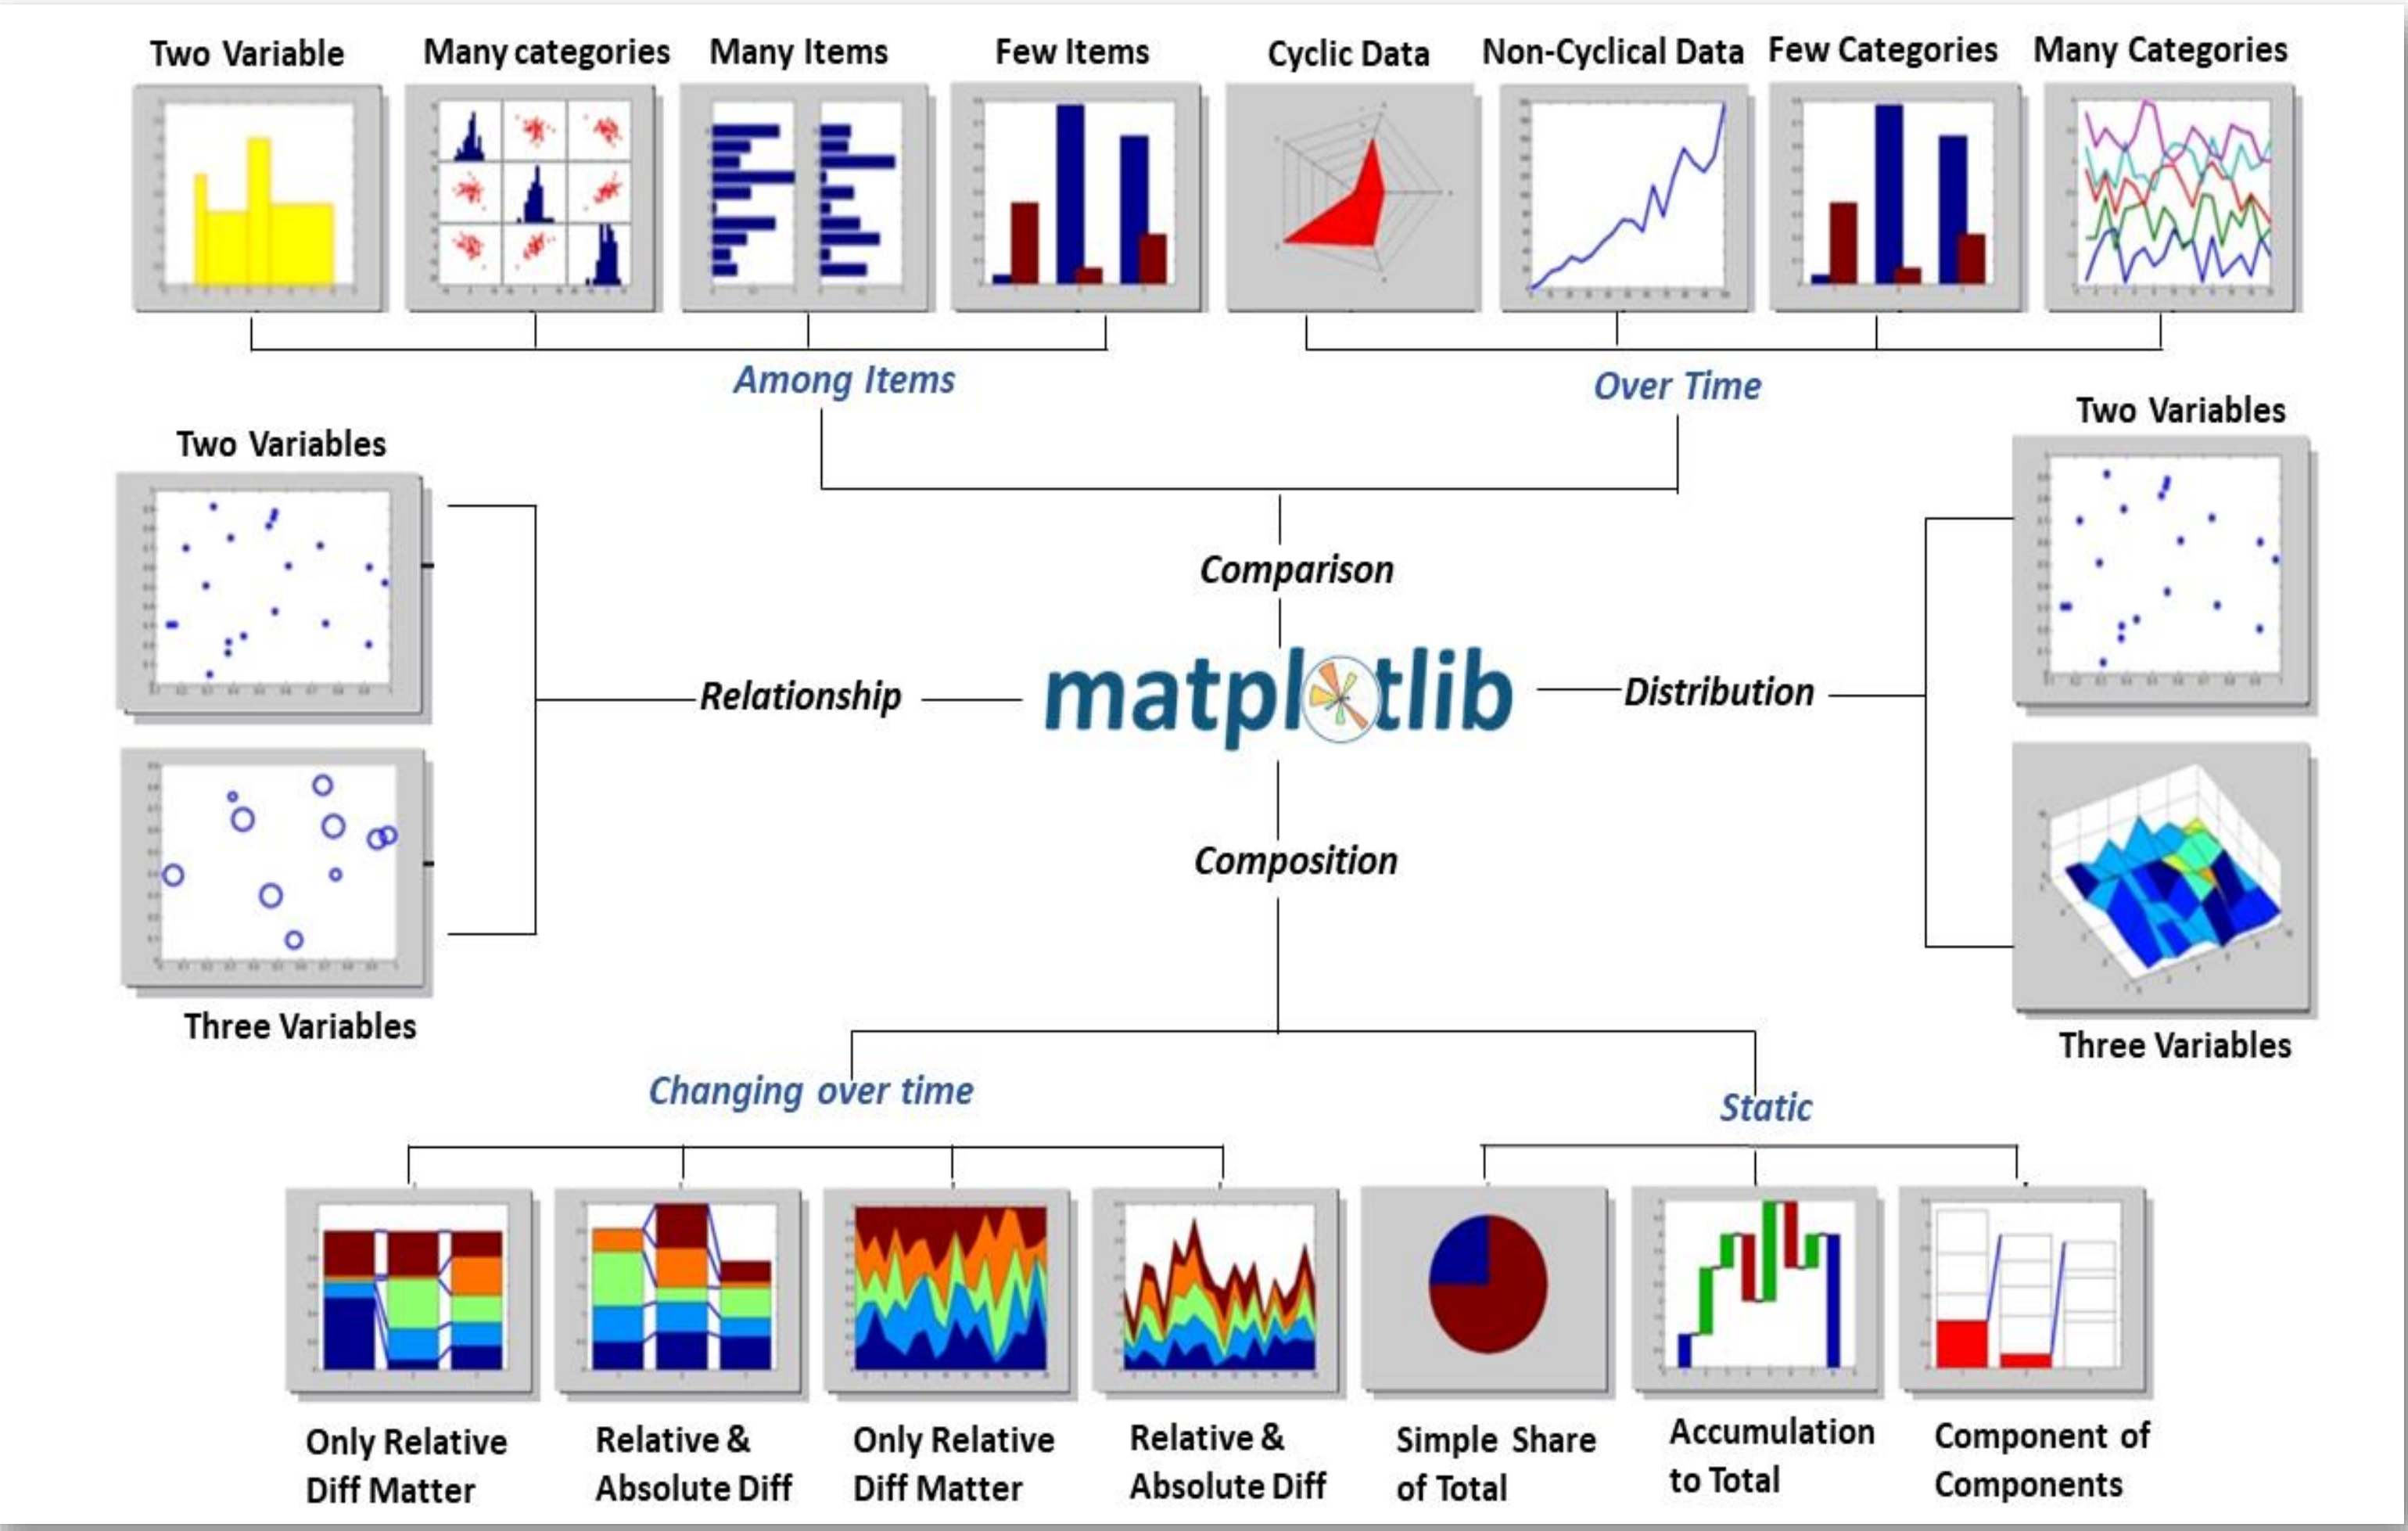 Two Variable
Many categories
Many Items
Few Items
Cyclic Data
Non-Cyclical Data
Few Categories
Many Categories
Among Items
Over Time
Two Variables
Two Variables
Comparison
Relationship
matplotlib
Distribution
Composition
Three Variables
Three Variables
Changing over time
Static
Only Relative
Diff Matter
Relative &
Absolute Diff
Only Relative
Diff Matter
Relative &
Absolute Diff
Simple Share
of Total
Accumulation
to Total
Component of
Components